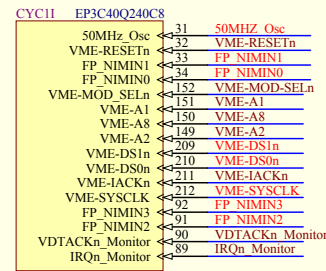 CYC1I EP3C40Q240C8
50MHz_Osc 31 50MHZ_Osc
VME-RESETn 32 VME-RESETn
FP_NIMIN1 33 FP_NIMIN1
FP_NIMIN0 34 FP_NIMIN0
VME-MOD_SELn 152 VME-MOD-SELn
VME-A1 151 VME-A1
VME-A8 150 VME-A8
VME-A2 149 VME-A2
VME-DS1n 209 VME-DS1n
VME-DS0n 210 VME-DS0n
VME-IACKn 211 VME-IACKn
VME-SYSCLK 212 VME-SYSCLK
FP_NIMIN3 92 FP_NIMIN3
FP_NIMIN2 91 FP_NIMIN2
VDTACKn_Monitor 90 VDTACKn_Monitor
IRQn_Monitor 89 IRQn_Monitor